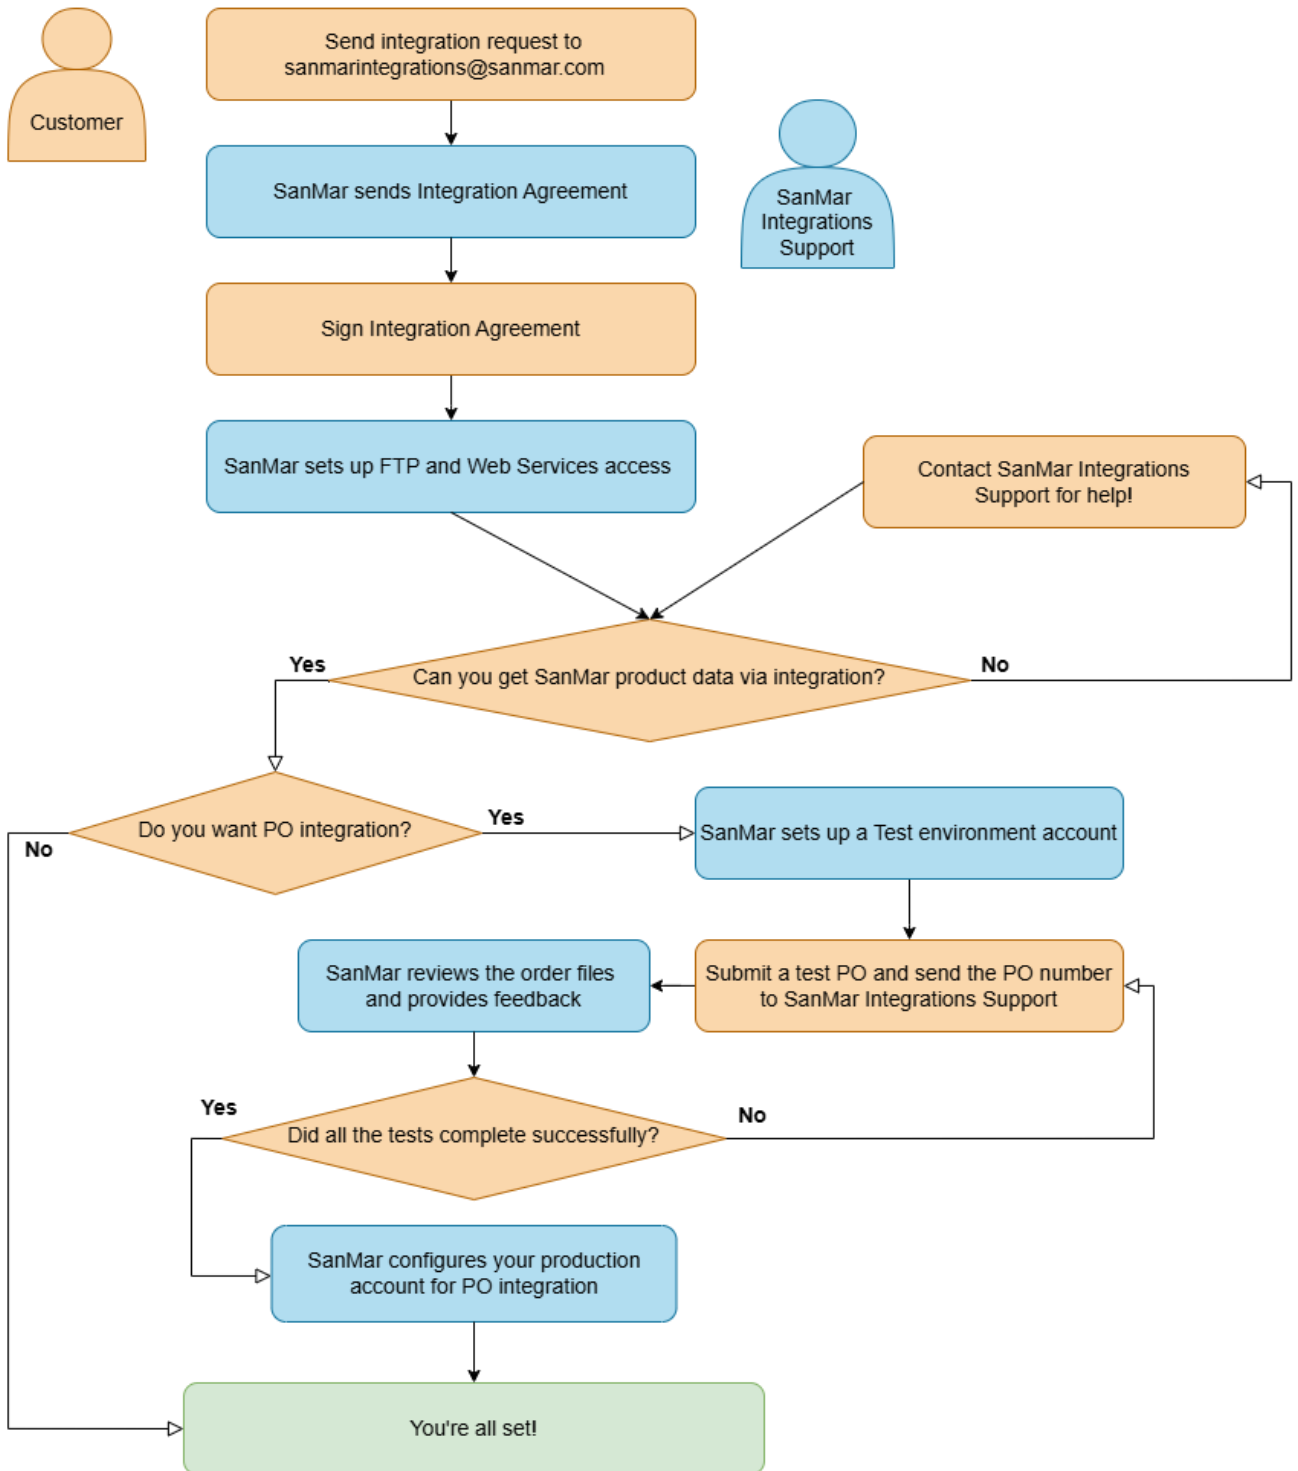 Send integration request to
sanmarintegrations@sanmar.com
Customer
SanMar sends Integration Agreement
SanMar
Integrations
Support
Sign Integration Agreement
SanMar sets up FTP and Web Services access
Contact SanMar Integrations
Support for help!
Yes
Can you get SanMar product data via integration?
No
Do you want PO integration?
Yes
No
SanMar sets up a Test environment account
SanMar reviews the order files
and provides feedback
Submit a test PO and send the PO number
to SanMar Integrations Support
Yes
Did all the tests complete successfully?
No
SanMar configures your production
account for PO integration
You're all set!